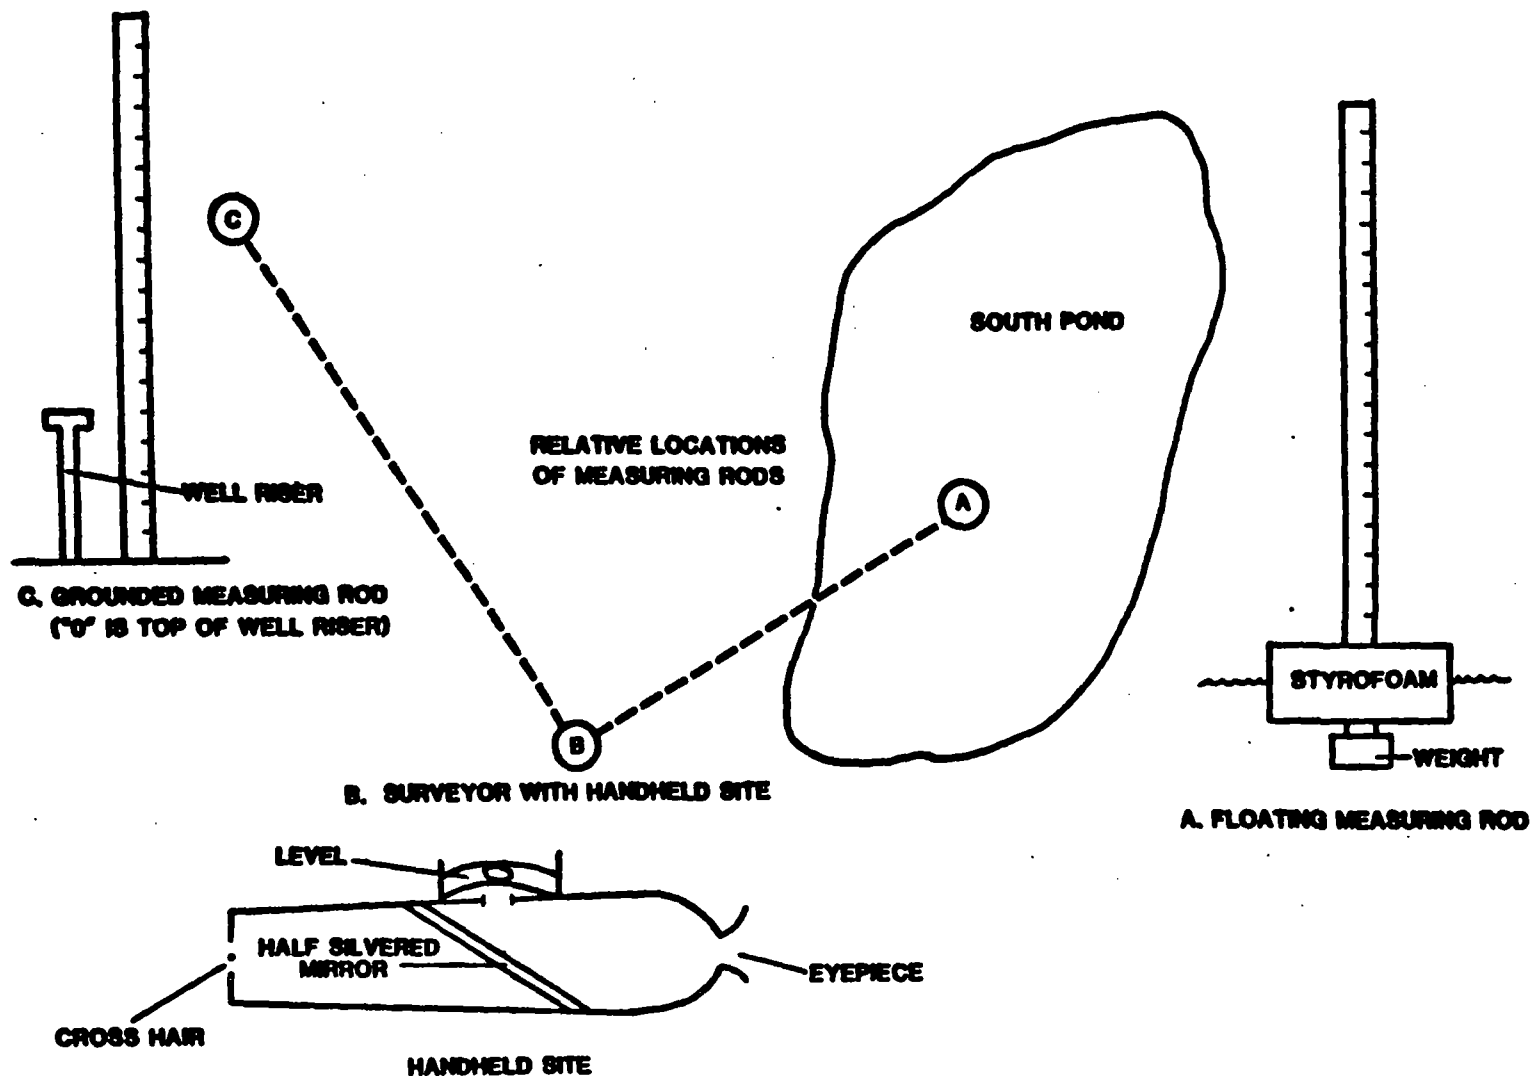 C
SOUTH POND
RELATIVE LOCATIONS
OF MEASURING RODS
WELL RISER
A
C. GROUNDED MEASURING ROD
("0" IS TOP OF WELL RISER)
STYROFOAM
B
WEIGHT
B. SURVEYOR WITH HANDHELD SITE
A. FLOATING MEASURING ROD
LEVEL
HALF SILVERED
MIRROR
EYEPIECE
CROSS HAIR
HANDHELD SITE